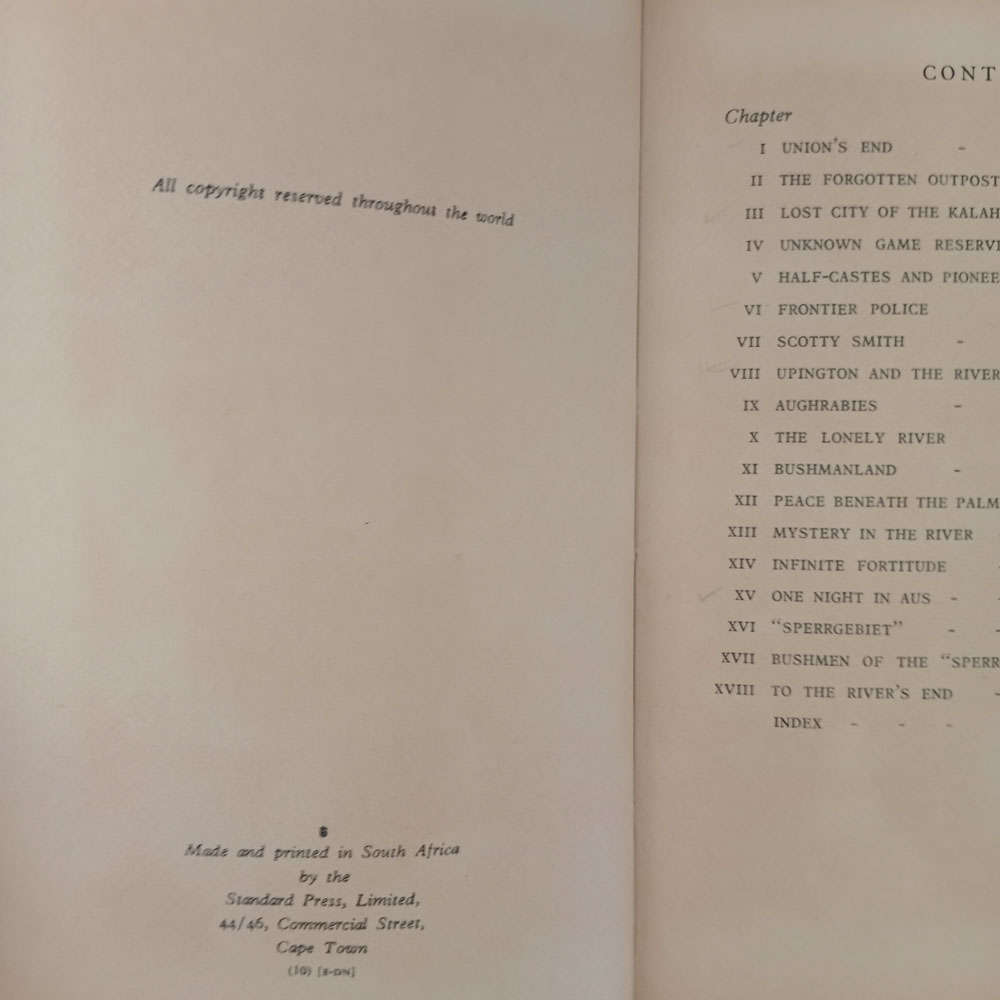 All copyright reserved throughout the world
6
Made and printed in South Africa
by the
Standard Press, Limited,
44/46, Commercial Street,
Cape Town
(10) [E-ON]
CONT
Chapter
I UNION'S END -
II THE FORGOTTEN OUTPOST
III LOST CITY OF THE KALAH
IV UNKNOWN GAME RESERV
V HALF-CASTES AND PIONEE
VI FRONTIER POLICE
VII SCOTTY SMITH -
VIII UPINGTON AND THE RIVER
IX AUGHRABIES -
X THE LONELY RIVER
XI BUSHMANLAND -
XII PEACE BENEATH THE PALM
XIII MYSTERY IN THE RIVER
XIV INFINITE FORTITUDE -
XV ONE NIGHT IN AUS - -
XVI "SPERRGEBIET" - -
XVII BUSHMEN OF THE "SPERR
XVIII TO THE RIVER'S END -
INDEX - - -